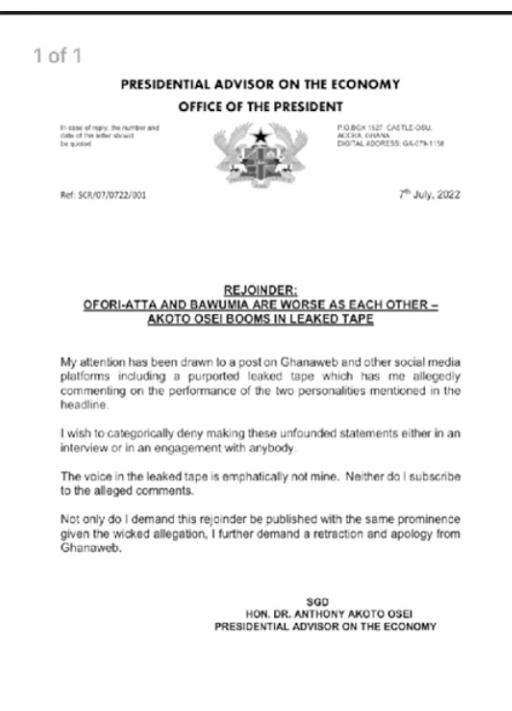 1 of 1
PRESIDENTIAL ADVISOR ON THE ECONOMY
OFFICE OF THE PRESIDENT
In case of reply, the number and
date of this letter should
be quoted
P.O.BOX 1627, CASTLE-OSU,
ACCRA, GHANA
DIGITAL ADDRESS: GA-079-1158
Ref: SCR/07/0722/001
7th July, 2022
REJOINDER:
OFORI-ATTA AND BAWUMIA ARE WORSE AS EACH OTHER –
AKOTO OSEI BOOMS IN LEAKED TAPE
My attention has been drawn to a post on Ghanaweb and other social media
platforms including a purported leaked tape which has me allegedly
commenting on the performance of the two personalities mentioned in the
headline.
I wish to categorically deny making these unfounded statements either in an
interview or in an engagement with anybody.
The voice in the leaked tape is emphatically not mine. Neither do I subscribe
to the alleged comments.
Not only do I demand this rejoinder be published with the same prominence
given the wicked allegation, I further demand a retraction and apology from
Ghanaweb.
SGD
HON. DR. ANTHONY AKOTO OSEI
PRESIDENTIAL ADVISOR ON THE ECONOMY